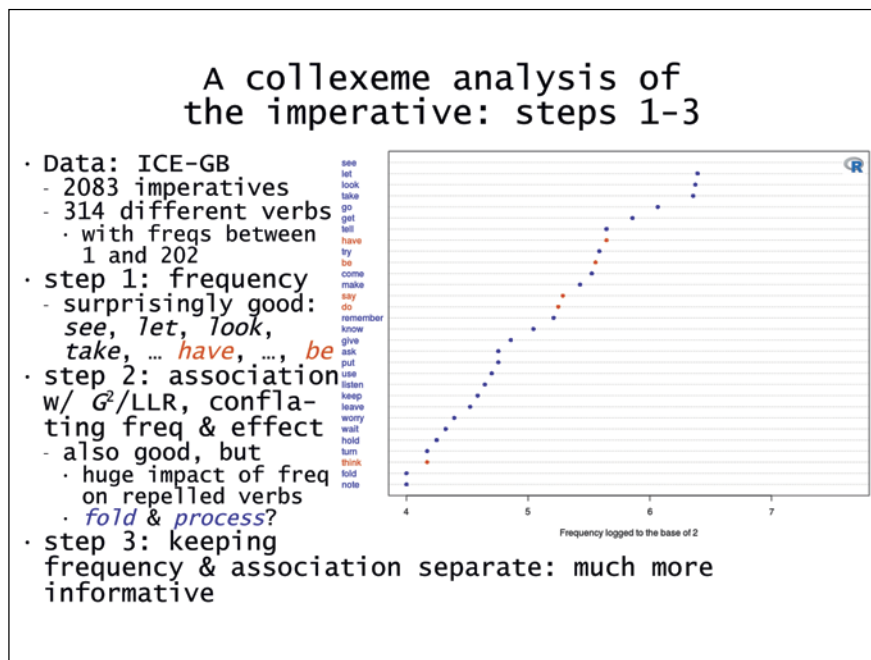 A collexeme analysis of
the imperative: steps 1-3
· Data: ICE-GB
- 2083 imperatives
- 314 different verbs
· with freqs between
1 and 202
· step 1: frequency
- surprisingly good:
see, let, look,
take, … have, …, be
· step 2: association
w/ G²/LLR, confla-
ting freq & effect
- also good, but
· huge impact of freq
on repelled verbs
· fold & process?
· step 3: keeping
frequency & association separate: much more
informative
see
let
look
take
go
get
tell
have
try
be
come
make
say
do
remember
know
give
ask
put
use
listen
keep
leave
worry
wait
hold
turn
think
fold
note
4 5 6 7
Frequency logged to the base of 2
R